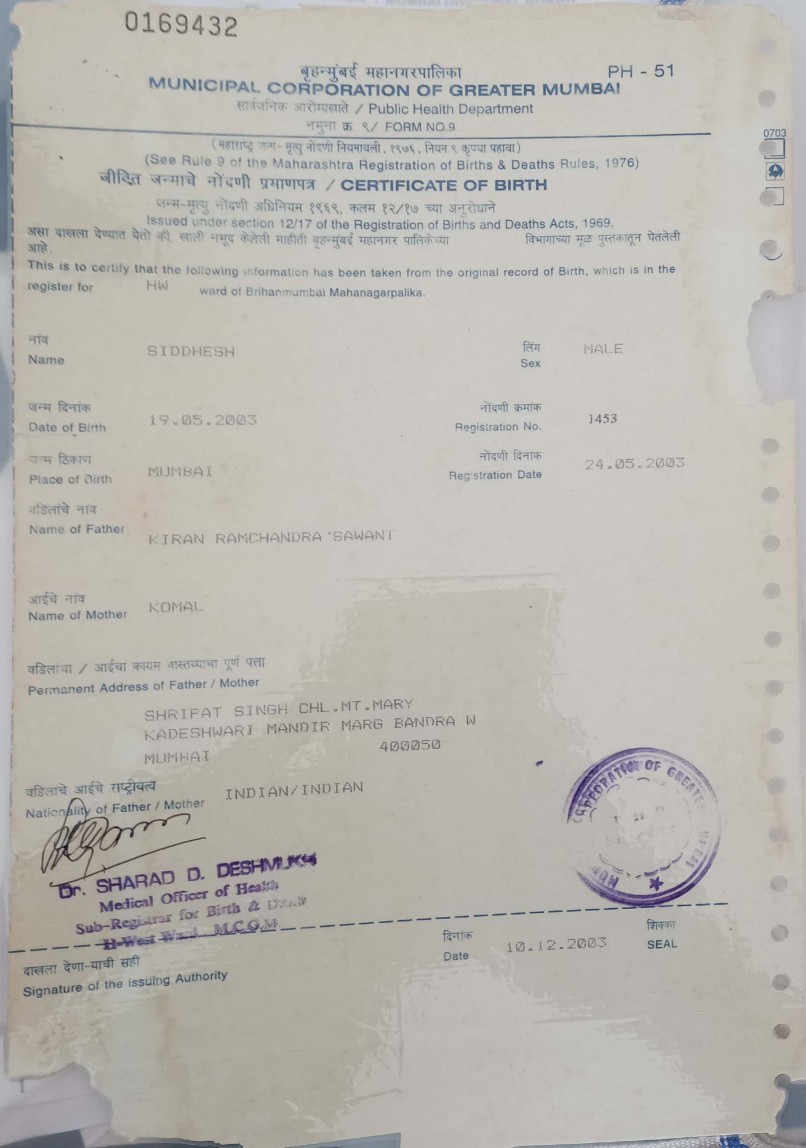 0169432
बृहन्मुंबई महानगरपालिका
PH - 51
MUNICIPAL CORPORATION OF GREATER MUMBAI
सार्वजनिक आरोग्यखाते / Public Health Department
नमुना क्र. ९/ FORM NO.9
0703
(महाराष्ट्र जन्म-मृत्यु नोंदणी नियमावली, १९७६, नियम ९ कृपया पहावा)
(See Rule 9 of the Maharashtra Registration of Births & Deaths Rules, 1976)
जीवित जन्माचे नोंदणी प्रमाणपत्र / CERTIFICATE OF BIRTH
जन्म-मृत्यु नोंदणी अधिनियम १९६९, कलम १२/१७ च्या अनुरोधाने
Issued under section 12/17 of the Registration of Births and Deaths Acts, 1969.
असा दाखला देण्यात येतो की, खाली नमूद केलेली माहीती बृहन्मुंबई महानगर पालिकेच्या विभागाच्या मूळ पुस्तकातून घेतलेली
आहे.
This is to certify that the following information has been taken from the original record of Birth, which is in the
register for HW ward of Brihanmumbai Mahanagarpalika.
नांव
Name SIDDHESH
लिंग
Sex MALE
जन्म दिनांक
Date of Birth 19.05.2003
नोंदणी क्रमांक
Registration No. 1453
जन्म ठिकाण
Place of Birth MUMBAI
नोंदणी दिनांक
Registration Date 24.05.2003
वडिलांचे नाव
Name of Father KIRAN RAMCHANDRA SAWANT
आईचे नांव
Name of Mother KOMAL
वडिलांचा / आईचा कायम वास्तव्याचा पूर्ण पत्ता
Permanent Address of Father / Mother
SHRIPAT SINGH CHL.MT.MARY
KADESHWARI MANDIR MARG BANDRA W
MUMBAI 400050
वडिलांचे आईचे राष्ट्रीयत्व
Nationality of Father / Mother INDIAN/INDIAN
CORPORATION OF GREATER
Dr. SHARAD D. DESHMUKH
Medical Officer of Health
Sub-Registrar for Birth & Death
H-West Ward M.C.G.M.
दाखला देणा-याची सही
Signature of the issuing Authority
दिनांक
Date 10.12.2003
शिक्का
SEAL